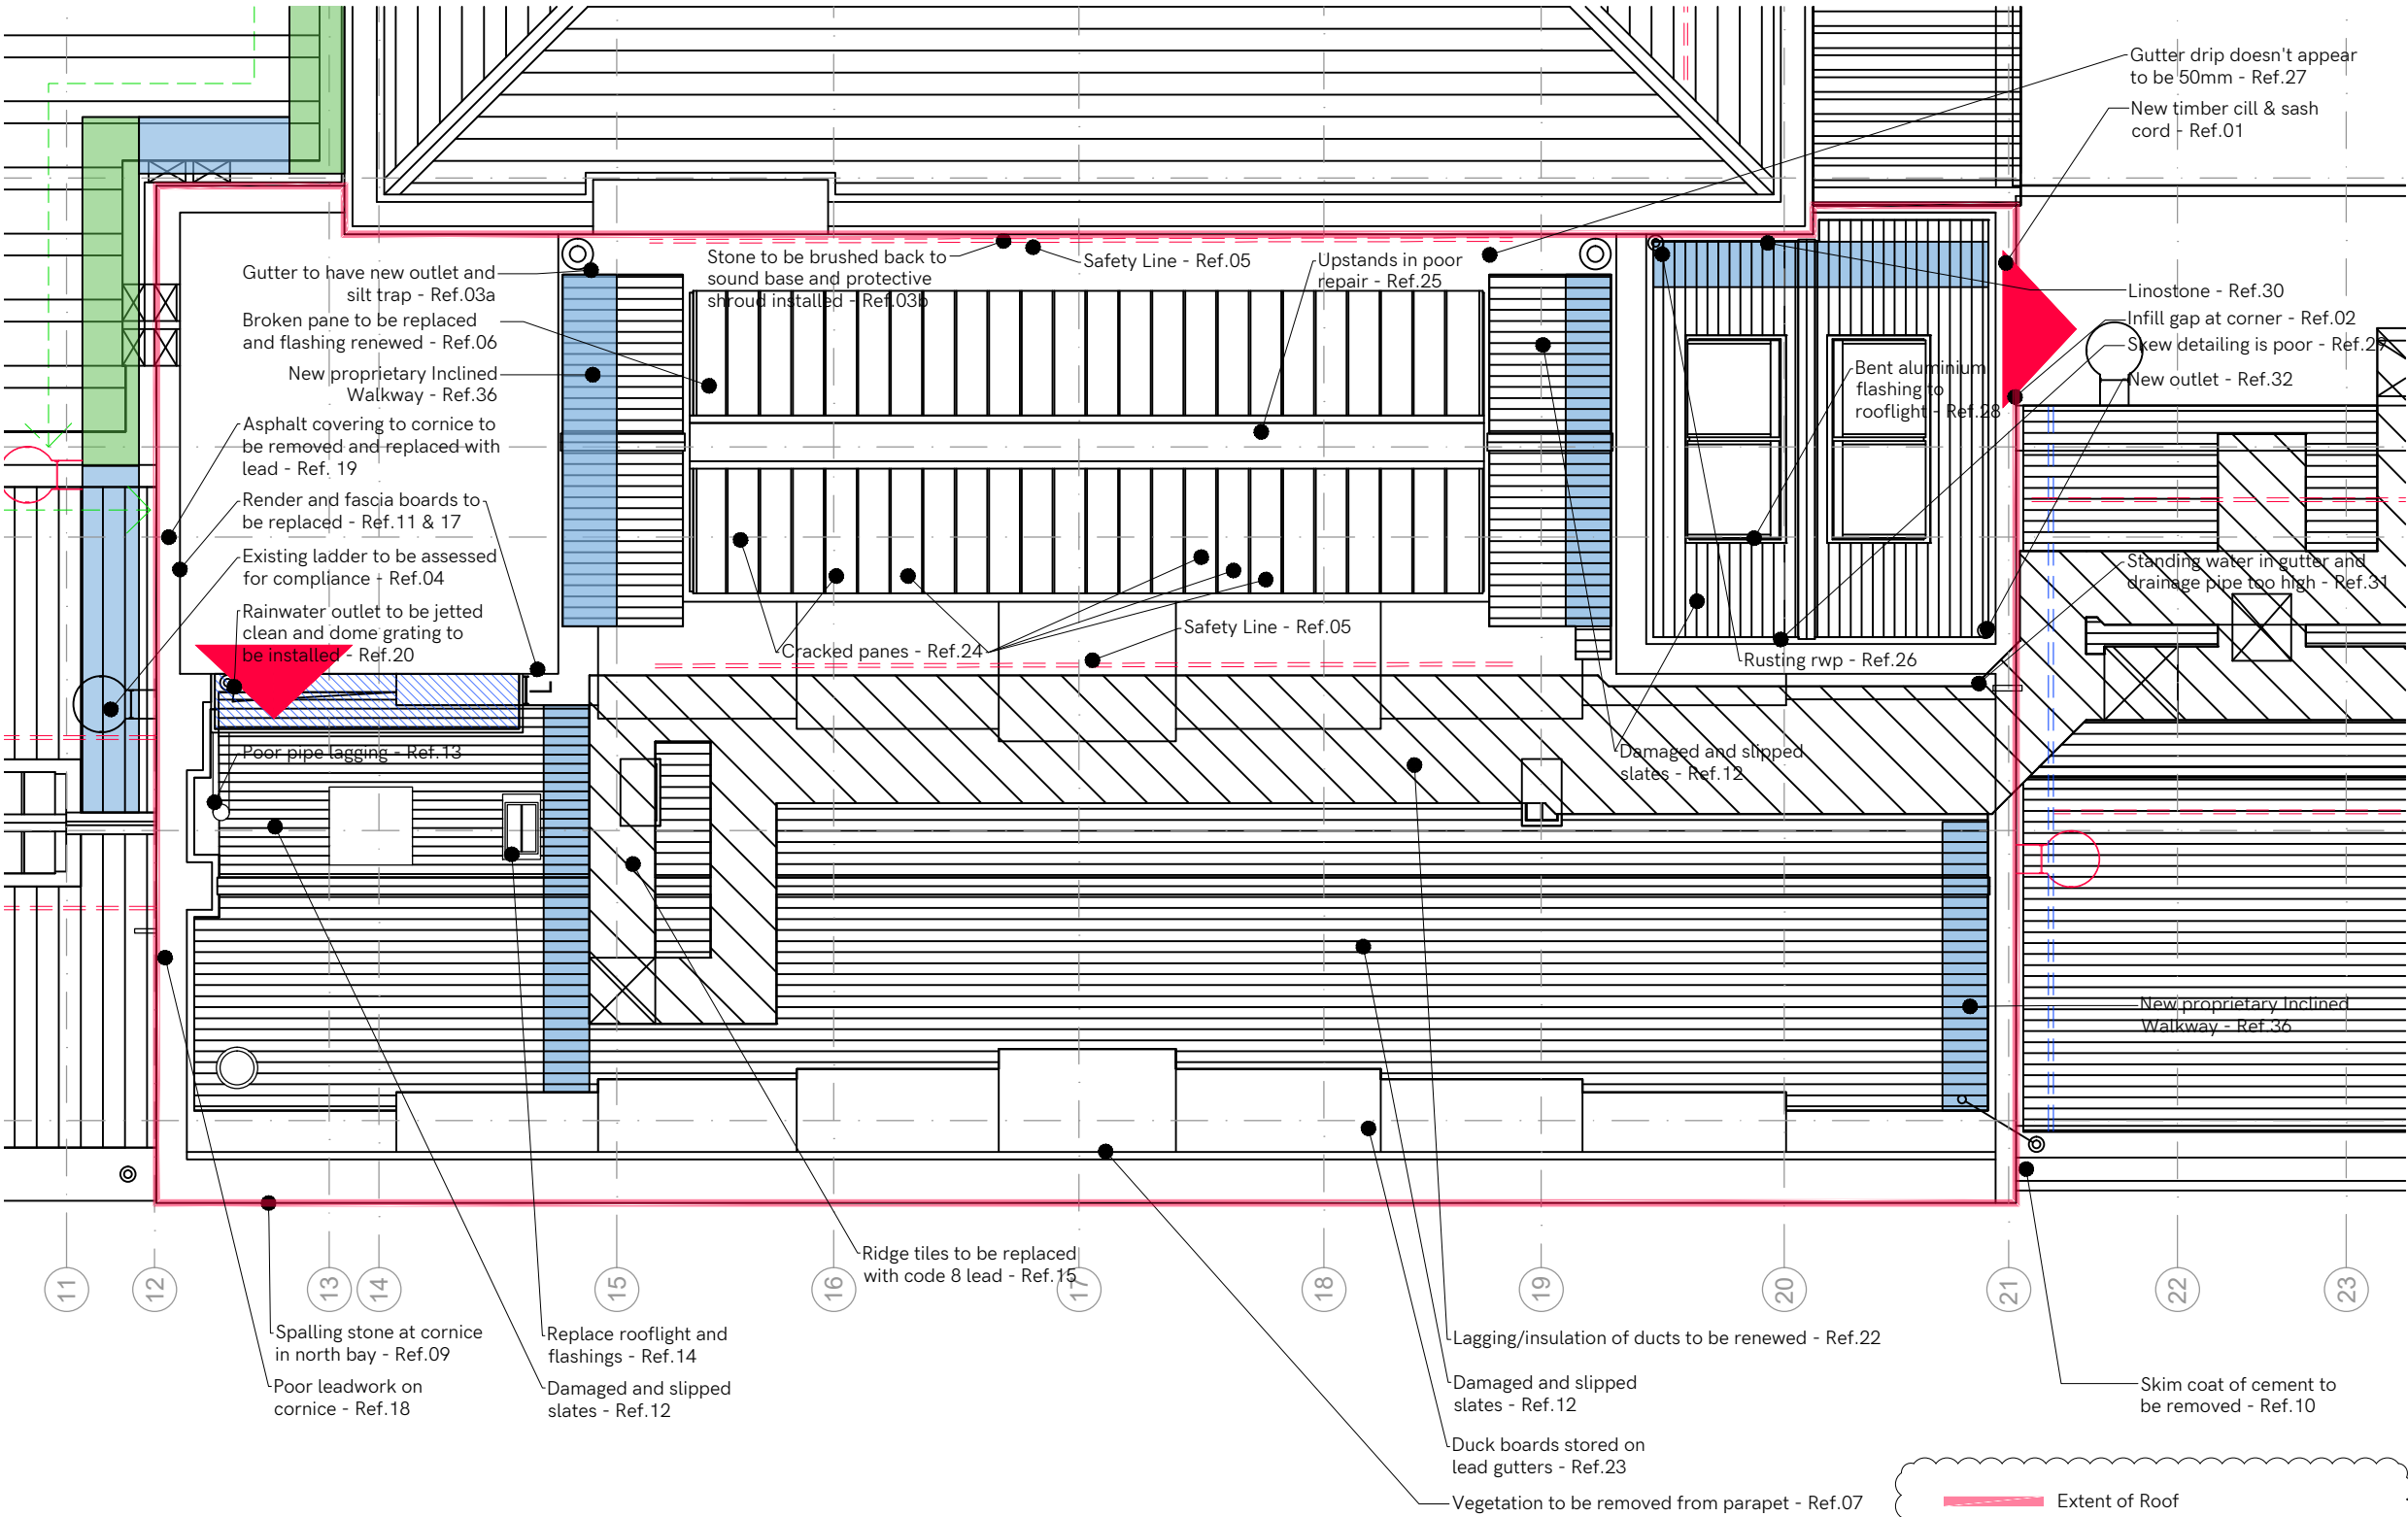 Gutter drip doesn't appear
to be 50mm - Ref.27
New timber cill & sash
cord - Ref.01
Gutter to have new outlet and
silt trap - Ref.03a
Stone to be brushed back to
sound base and protective
shroud installed - Ref.03b
Safety Line - Ref.05
Upstands in poor
repair - Ref.25
Linostone - Ref.30
Infill gap at corner - Ref.02
Skew detailing is poor - Ref.29
New outlet - Ref.32
Broken pane to be replaced
and flashing renewed - Ref.06
New proprietary Inclined
Walkway - Ref.36
Bent aluminium
flashing to
rooflight - Ref.28
Asphalt covering to cornice to
be removed and replaced with
lead - Ref. 19
Render and fascia boards to
be replaced - Ref.11 & 17
Existing ladder to be assessed
for compliance - Ref.04
Rainwater outlet to be jetted
clean and dome grating to
be installed - Ref.20
Standing water in gutter and
drainage pipe too high - Ref.31
Cracked panes - Ref.24
Safety Line - Ref.05
Rusting rwp - Ref.26
Poor pipe lagging - Ref.13
Damaged and slipped
slates - Ref.12
New proprietary Inclined
Walkway - Ref.36
Ridge tiles to be replaced
with code 8 lead - Ref.15
11
12
13
14
15
16
17
18
19
20
21
22
23
Spalling stone at cornice
in north bay - Ref.09
Poor leadwork on
cornice - Ref.18
Replace rooflight and
flashings - Ref.14
Damaged and slipped
slates - Ref.12
Lagging/insulation of ducts to be renewed - Ref.22
Damaged and slipped
slates - Ref.12
Duck boards stored on
lead gutters - Ref.23
Vegetation to be removed from parapet - Ref.07
Skim coat of cement to
be removed - Ref.10
Extent of Roof